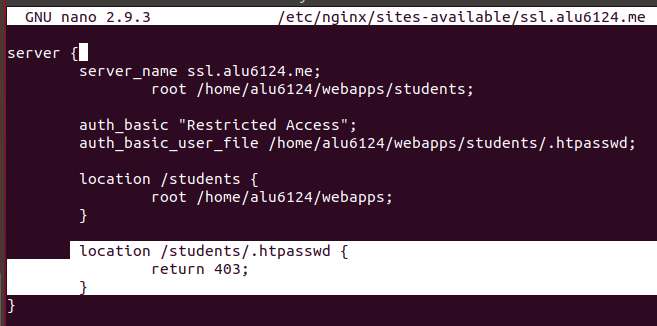 GNU nano 2.9.3 /etc/nginx/sites-available/ssl.alu6124.me
server {
server_name ssl.alu6124.me;
root /home/alu6124/webapps/students;
auth_basic "Restricted Access";
auth_basic_user_file /home/alu6124/webapps/students/.htpasswd;
location /students {
root /home/alu6124/webapps;
}
location /students/.htpasswd {
return 403;
}
}